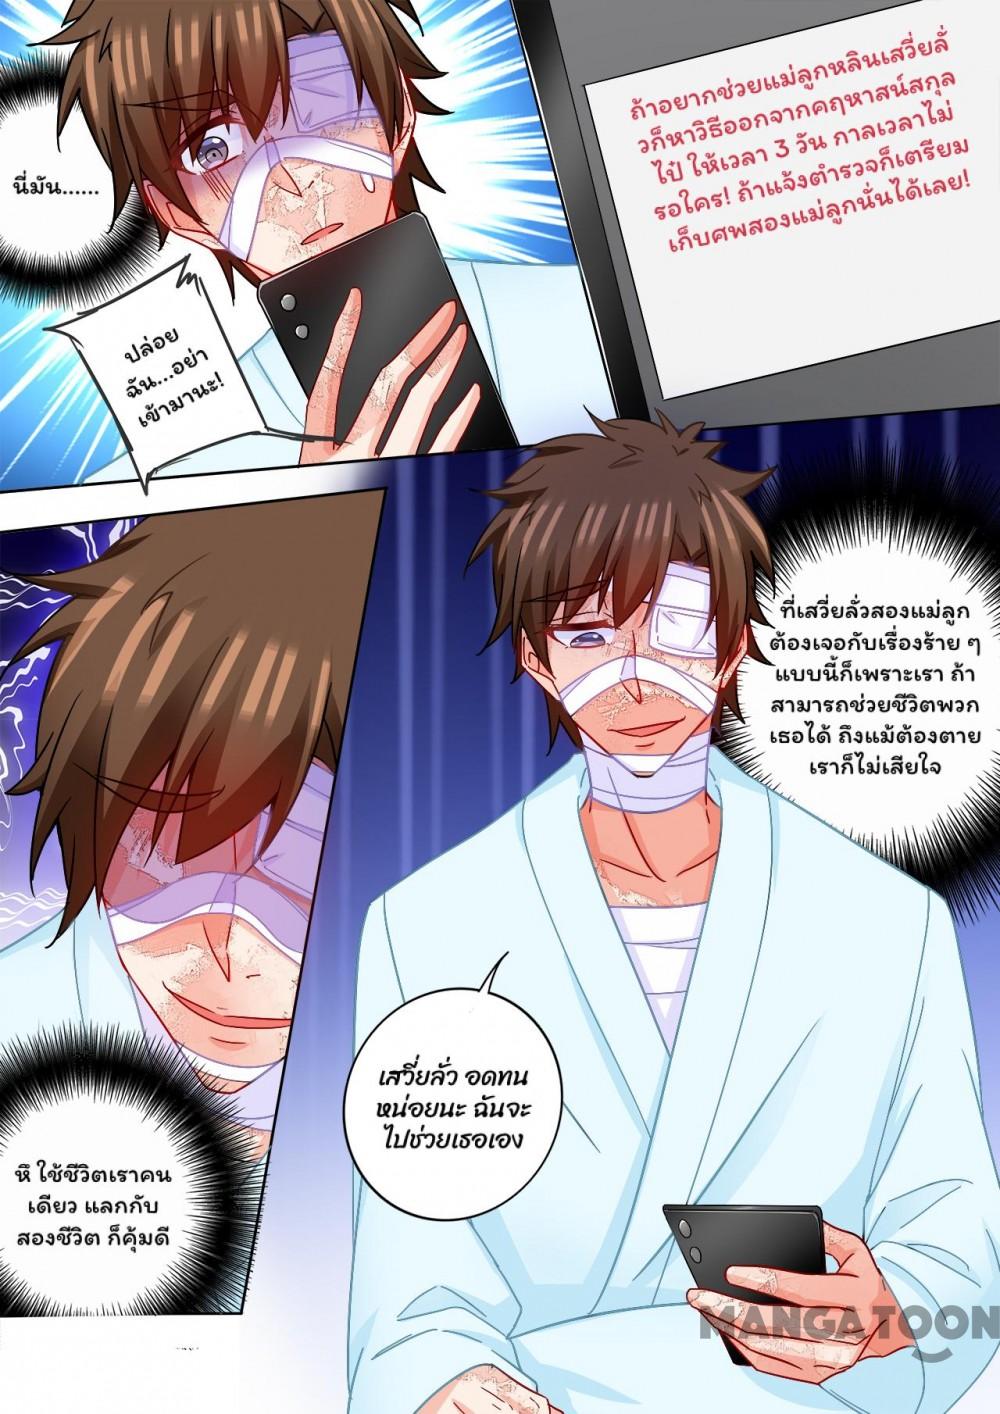 ถ้าอยากช่วยแม่ลูกหลินเสวี่ยลั่
วก็หาวิธีออกจากคฤหาสน์สกุล
ไป๋ ให้เวลา 3 วัน กาลเวลาไม่
รอใคร! ถ้าแจ้งตำรวจก็เตรียม
เก็บศพสองแม่ลูกนั่นได้เลย!
นี่มัน......
ปล่อย
ฉัน...อย่า
เข้ามานะ!
ที่เสวี่ยลั่วสองแม่ลูก
ต้องเจอกับเรื่องร้าย ๆ
แบบนี้ก็เพราะเรา ถ้า
สามารถช่วยชีวิตพวก
เธอได้ ถึงแม้ต้องตาย
เราก็ไม่เสียใจ
เสวี่ยลั่ว อดทน
หน่อยนะ ฉันจะ
ไปช่วยเธอเอง
หึ ใช้ชีวิตเราคน
เดียว แลกกับ
สองชีวิต ก็คุ้มดี
MANGATOON